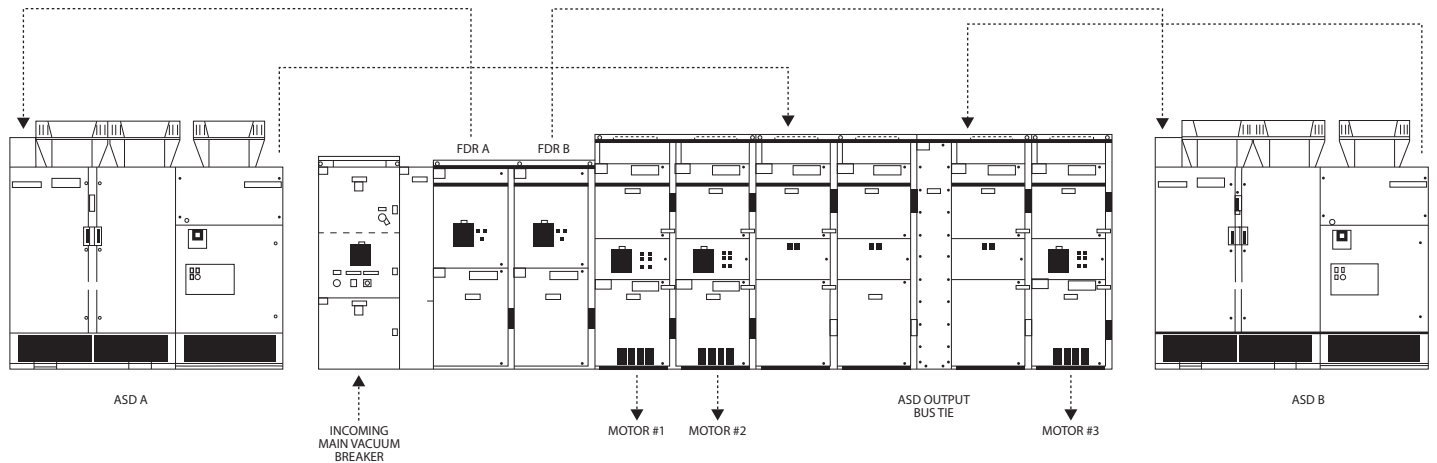 FDR A
FDR B
ASD A
INCOMING
MAIN VACUUM
BREAKER
MOTOR #1
MOTOR #2
ASD OUTPUT
BUS TIE
MOTOR #3
ASD B